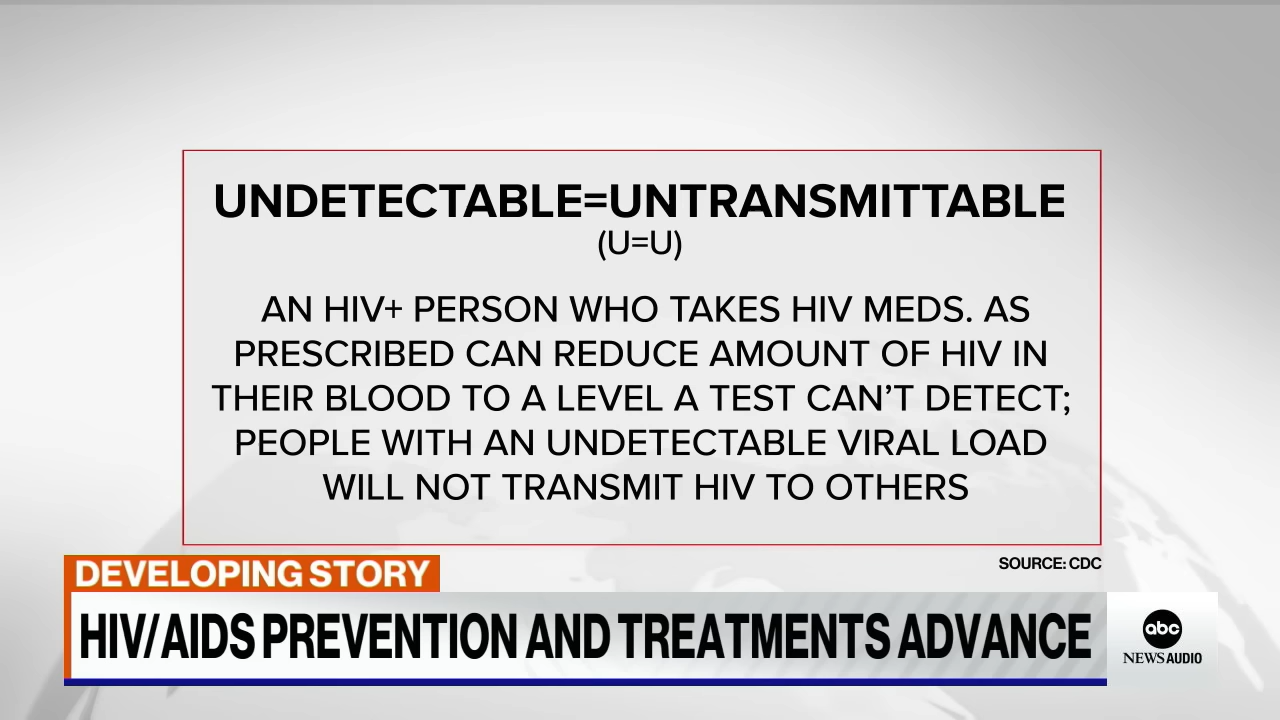 UNDETECTABLE=UNTRANSMITTABLE
(U=U)
AN HIV+ PERSON WHO TAKES HIV MEDS. AS
PRESCRIBED CAN REDUCE AMOUNT OF HIV IN
THEIR BLOOD TO A LEVEL A TEST CAN’T DETECT;
PEOPLE WITH AN UNDETECTABLE VIRAL LOAD
WILL NOT TRANSMIT HIV TO OTHERS
SOURCE: CDC
DEVELOPING STORY
HIV/AIDS PREVENTION AND TREATMENTS ADVANCE
abc
NEWS AUDIO